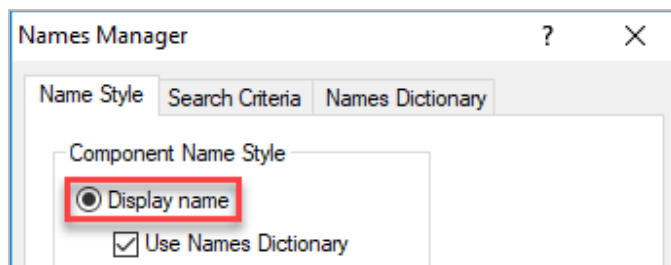 Names Manager ?
Name Style Search Criteria Names Dictionary
Component Name Style
Display name
Use Names Dictionary